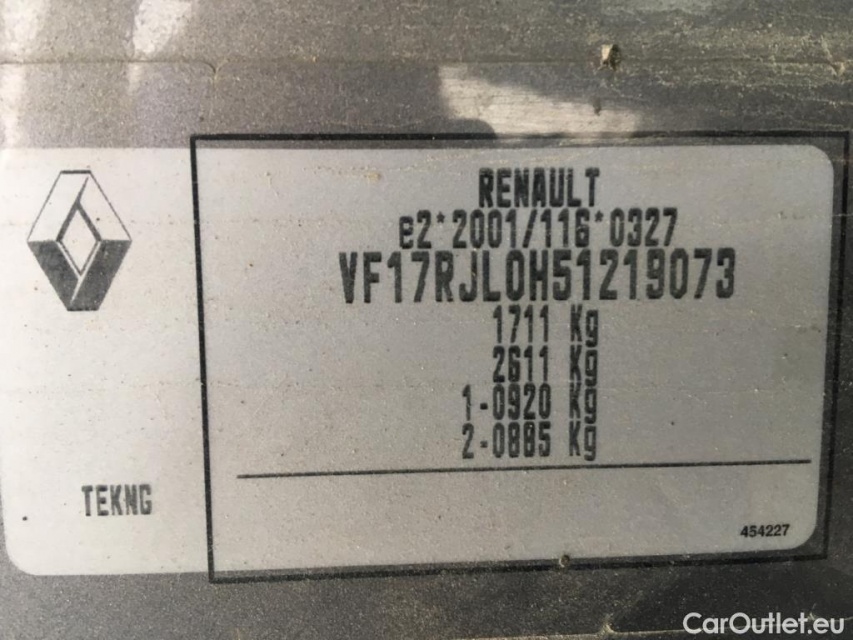 RENAULT
e2*2001/116*0327
VF17RJL0H51219073
1711 Kg
2611 Kg
1-0920 Kg
2-0885 Kg
TEKNG
454227
CarOutlet.eu